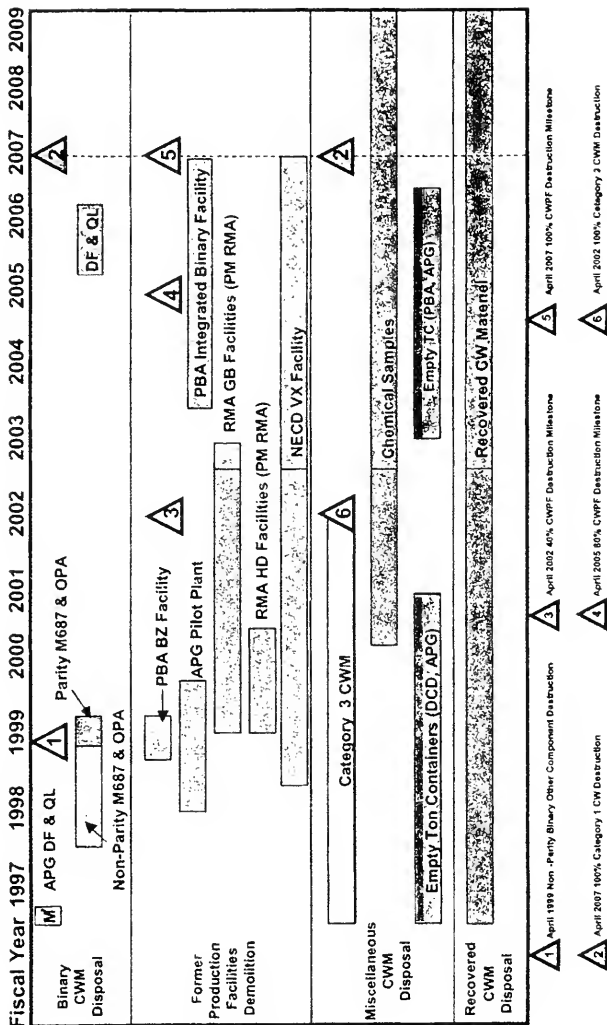 Fiscal Year 1997 1998 1999 2000 2001 2002 2003 2004 2005 2006 2007 2008 2009
Binary
CWM
Disposal
M
APG DF & QL
1
Parity M687 & OPA
Non-Parity M687 & OPA
DF & QL
2
Former
Production
Facilities
Demolition
PBA BZ Facility
3
4
5
APG Pilot Plant
PBA Integrated Binary Facility
RMA GB Facilities (PM RMA)
RMA HD Facilities (PM RMA)
NECD VX Facility
Miscellaneous
CWM
Disposal
Category 3 CWM
6
2
Chemical Samples
Empty Ton Containers (DCD, APG)
Empty TC (PBA, APG)
Recovered
CWM
Disposal
Recovered CW Materiel
1 April 1999 Non-Parity Binary Other Component Destruction
3 April 2002 40% CWPF Destruction Milestone
5 April 2007 100% CWPF Destruction Milestone
2 April 2007 100% Category 1 CW Destruction
4 April 2005 80% CWPF Destruction Milestone
6 April 2002 100% Category 3 CWM Destruction